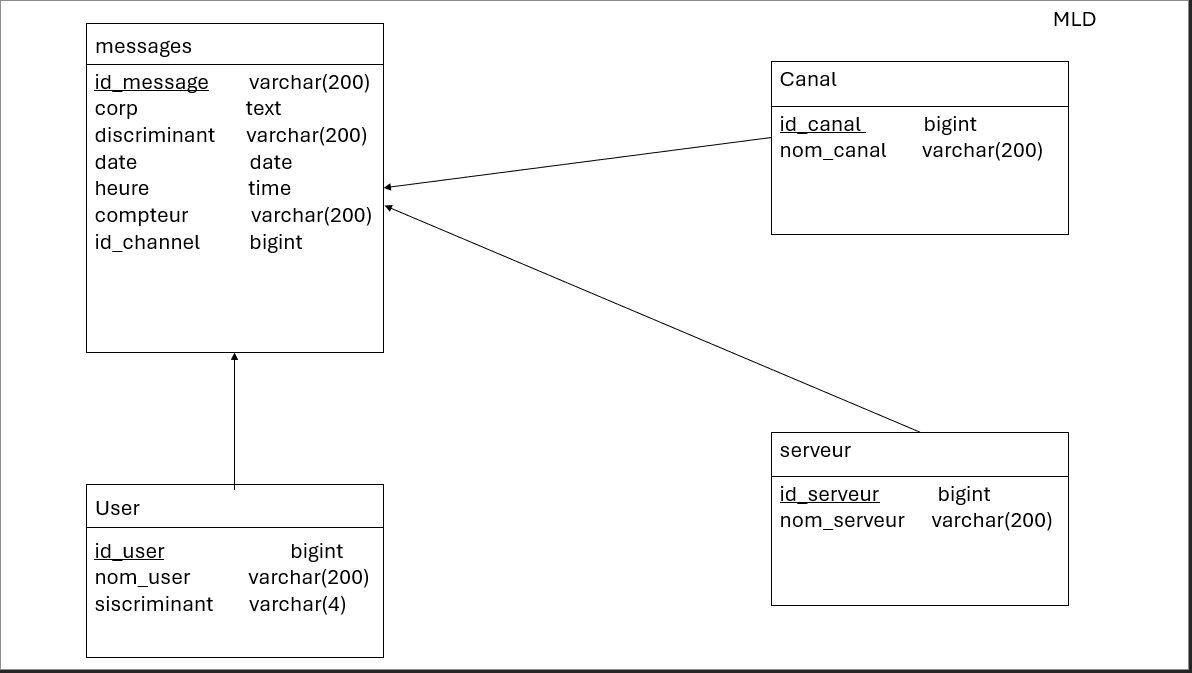 MLD
messages
id_message varchar(200)
corp text
discriminant varchar(200)
date date
heure time
compteur varchar(200)
id_channel bigint
Canal
id_canal bigint
nom_canal varchar(200)
User
id_user bigint
nom_user varchar(200)
siscriminant varchar(4)
serveur
id_serveur bigint
nom_serveur varchar(200)